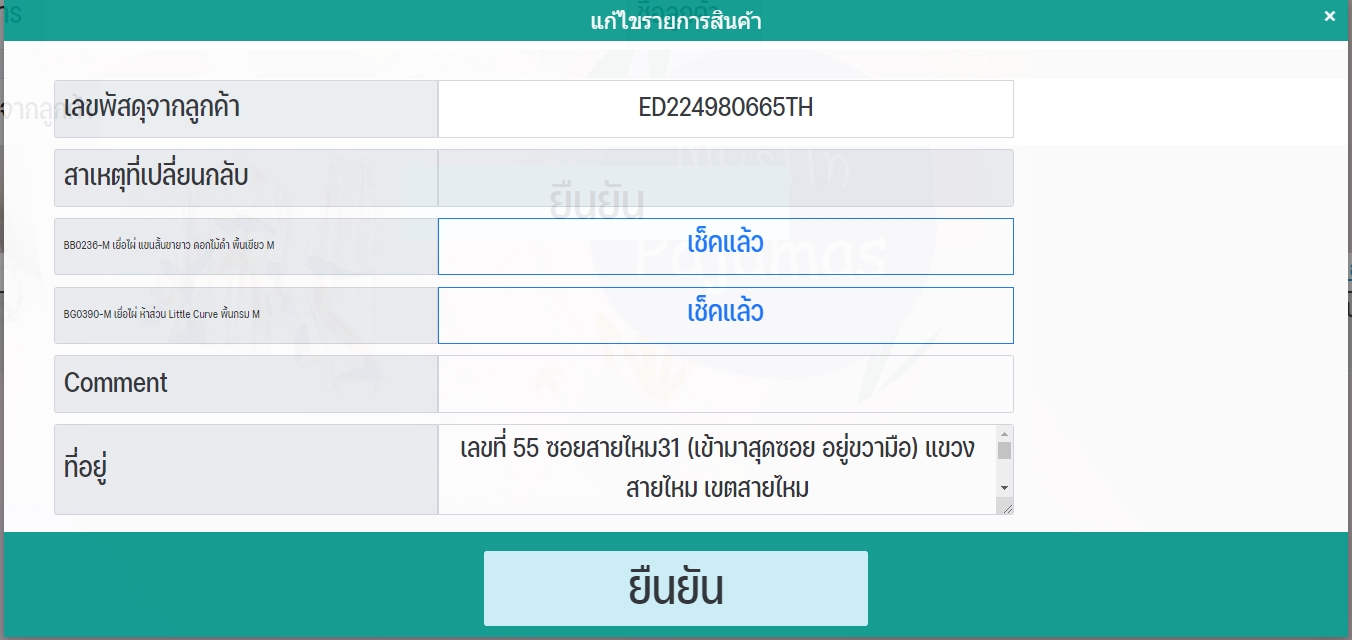 แก้ไขรายการสินค้า
×
เลขพัสดุจากลูกค้า
ED224980665TH
สาเหตุที่เปลี่ยนกลับ
ยืนยัน
BB0236-M เยื่อไผ่ แขนสั้นขายาว ดอกไม้ดำ พื้นเขียว M
เช็คแล้ว
Pajamas
BG0390-M เยื่อไผ่ ห้าส่วน Little Curve พื้นกรม M
เช็คแล้ว
Comment
ที่อยู่
เลขที่ 55 ซอยสายไหม31 (เข้ามาสุดซอย อยู่ขวามือ) แขวง
สายไหม เขตสายไหม
ยืนยัน